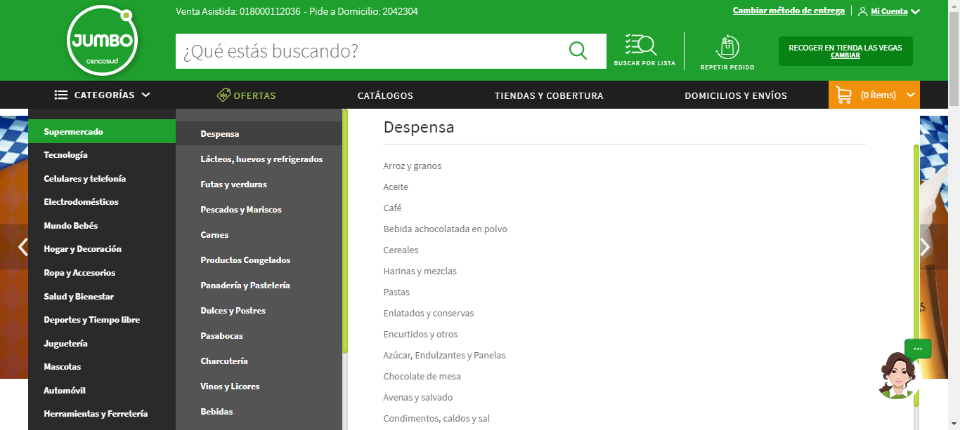 Venta Asistida: 018000112036 - Pide a Domicilio: 2042304
Cambiar método de entrega
Mi Cuenta
JUMBO
cencosud
¿Qué estás buscando?
BUSCAR POR LISTA
REPETIR PEDIDO
RECOGER EN TIENDA LAS VEGAS
CAMBIAR
CATEGORÍAS
OFERTAS
CATÁLOGOS
TIENDAS Y COBERTURA
DOMICILIOS Y ENVÍOS
(0 ítems)
Supermercado
Tecnología
Celulares y telefonía
Electrodomésticos
Mundo Bebés
Hogar y Decoración
Ropa y Accesorios
Salud y Bienestar
Deportes y Tiempo libre
Juguetería
Mascotas
Automóvil
Herramientas y Ferretería
Despensa
Lácteos, huevos y refrigerados
Futas y verduras
Pescados y Mariscos
Carnes
Productos Congelados
Panadería y Pastelería
Dulces y Postres
Pasabocas
Charcutería
Vinos y Licores
Bebidas
Despensa
Arroz y granos
Aceite
Café
Bebida achocolatada en polvo
Cereales
Harinas y mezclas
Pastas
Enlatados y conservas
Encurtidos y otros
Azúcar, Endulzantes y Panelas
Chocolate de mesa
Avenas y salvado
Condimentos, caldos y sal